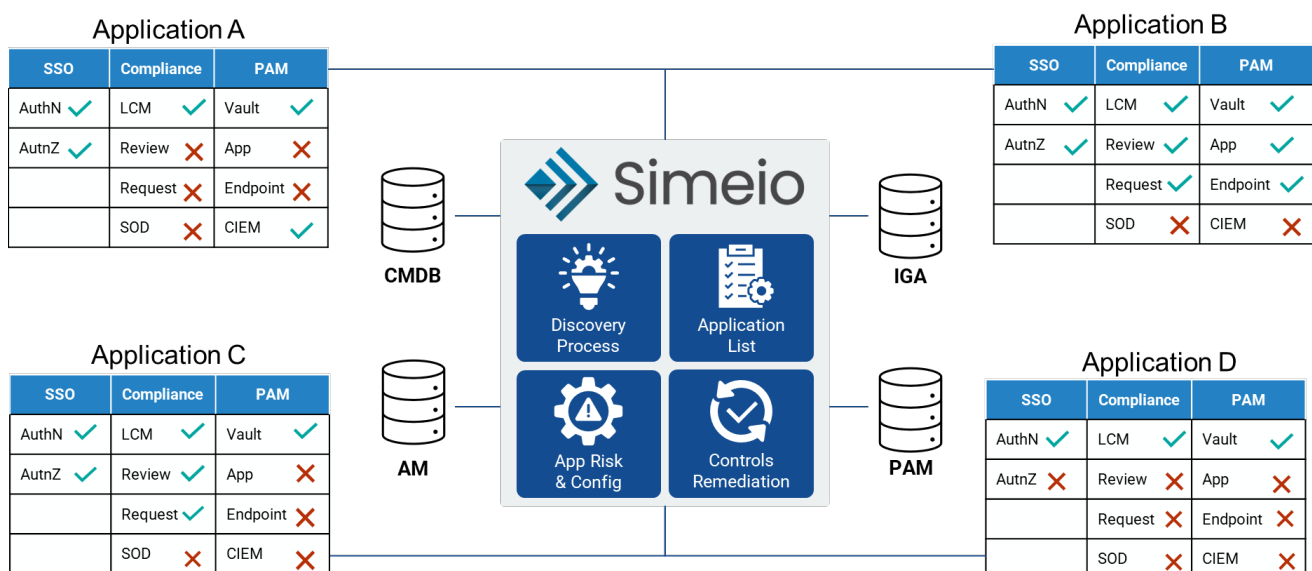 Application A
SSO Compliance PAM
AuthN LCM Vault
AutnZ Review App
Request Endpoint
SOD CIEM
Application B
SSO Compliance PAM
AuthN LCM Vault
AutnZ Review App
Request Endpoint
SOD CIEM
Simeio
CMDB
IGA
Discovery
Process
Application
List
App Risk
& Config
Controls
Remediation
AM
PAM
Application C
SSO Compliance PAM
AuthN LCM Vault
AutnZ Review App
Request Endpoint
SOD CIEM
Application D
SSO Compliance PAM
AuthN LCM Vault
AutnZ Review App
Request Endpoint
SOD CIEM